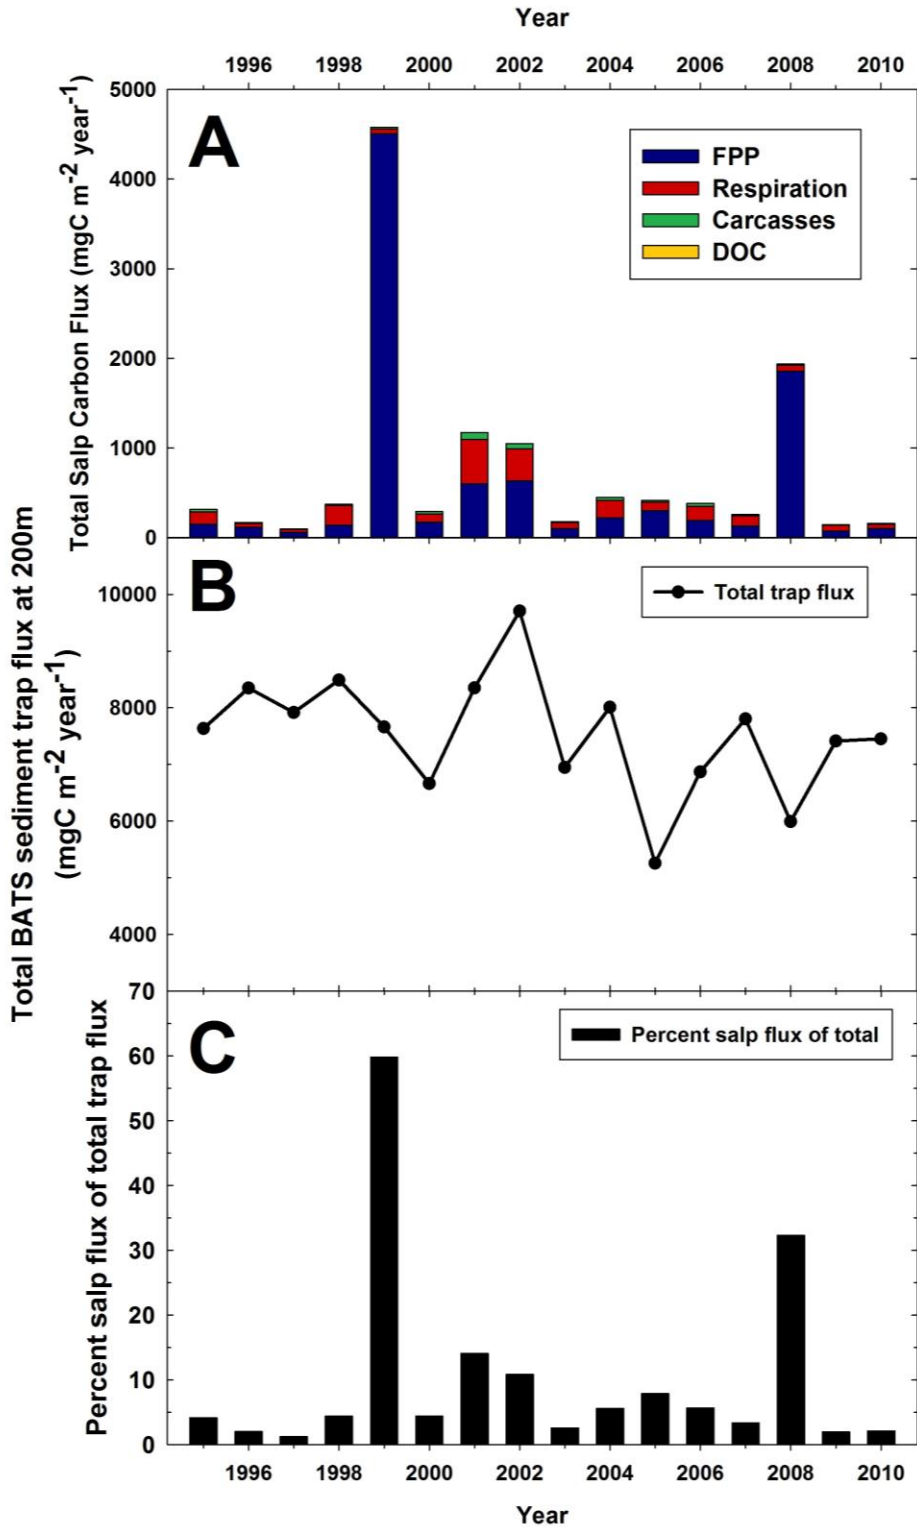 Year
1996 1998 2000 2002 2004 2006 2008 2010
Total Salp Carbon Flux (mgC m-2 year-1)
5000
4000
3000
2000
1000
0
A
FPP
Respiration
Carcasses
DOC
Total BATS sediment trap flux at 200m
(mgC m-2 year-1)
10000
8000
6000
4000
B
Total trap flux
Percent salp flux of total trap flux
70
60
50
40
30
20
10
0
C
Percent salp flux of total
1996 1998 2000 2002 2004 2006 2008 2010
Year